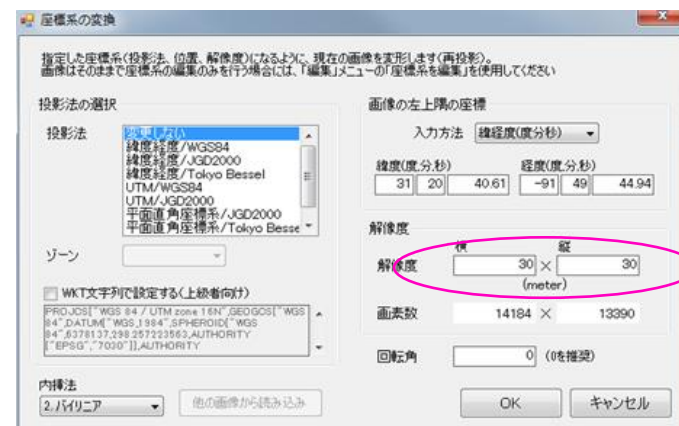 座標系の変換
指定した座標系(投影法、位置、解像度)になるように、現在の画像を変形します(再投影)。
画像はそのままで座標系の編集のみを行う場合には、「編集」メニューの「座標系を編集」を使用してください
投影法の選択
投影法
変更しない
緯度経度/WGS84
緯度経度/JGD2000
緯度経度/Tokyo Bessel
UTM/WGS84
UTM/JGD2000
平面直角座標系/JGD2000
平面直角座標系/Tokyo Besse
ゾーン
WKT文字列で設定する(上級者向け)
PROJCS["WGS 84 / UTM zone 16N",GEOGCS["WGS
84",DATUM["WGS_1984",SPHEROID["WGS
84",6378137,298.257223563,AUTHORITY
["EPSG","7030"]],AUTHORITY
内挿法
2.バイリニア
他の画像から読み込み
画像の左上隅の座標
入力方法 緯経度(度分秒)
緯度(度.分.秒) 経度(度.分.秒)
31 20 40.61 -91 49 44.94
解像度
横 縦
解像度 30 × 30
(meter)
画素数 14184 × 13390
回転角 0 (0を推奨)
OK キャンセル